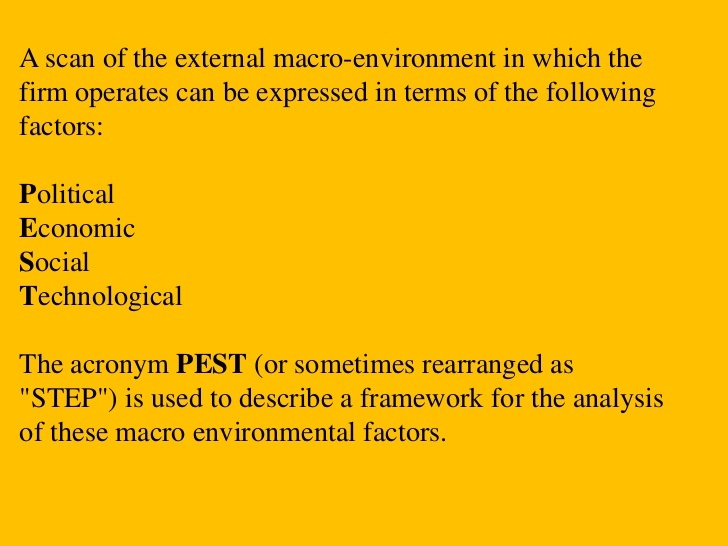 A scan of the external macro-environment in which the
firm operates can be expressed in terms of the following
factors:
Political
Economic
Social
Technological
The acronym PEST (or sometimes rearranged as
"STEP") is used to describe a framework for the analysis
of these macro environmental factors.